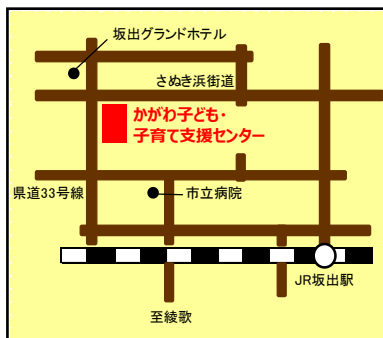 坂出グランドホテル
さぬき浜街道
かがわ子ども・
子育て支援センター
県道33号線
市立病院
JR坂出駅
至綾歌